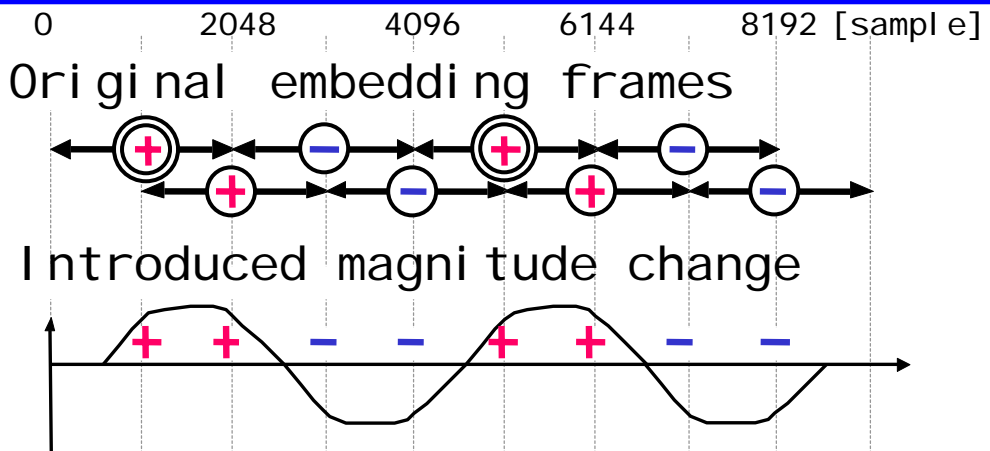 0 2048 4096 6144 8192 [sample]
Original embedding frames
+ − + −
+ − + −
Introduced magnitude change
+ + − − + + − −